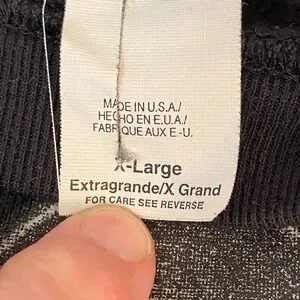 MADE IN U.S.A./
HECHO EN E.U.A./
FABRIQUE AUX E.-U.
X-Large
Extragrande/X Grand
FOR CARE SEE REVERSE